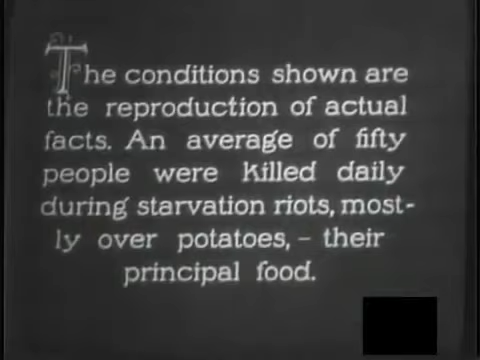 The conditions shown are
the reproduction of actual
facts. An average of fifty
people were killed daily
during starvation riots, most-
ly over potatoes, – their
principal food.